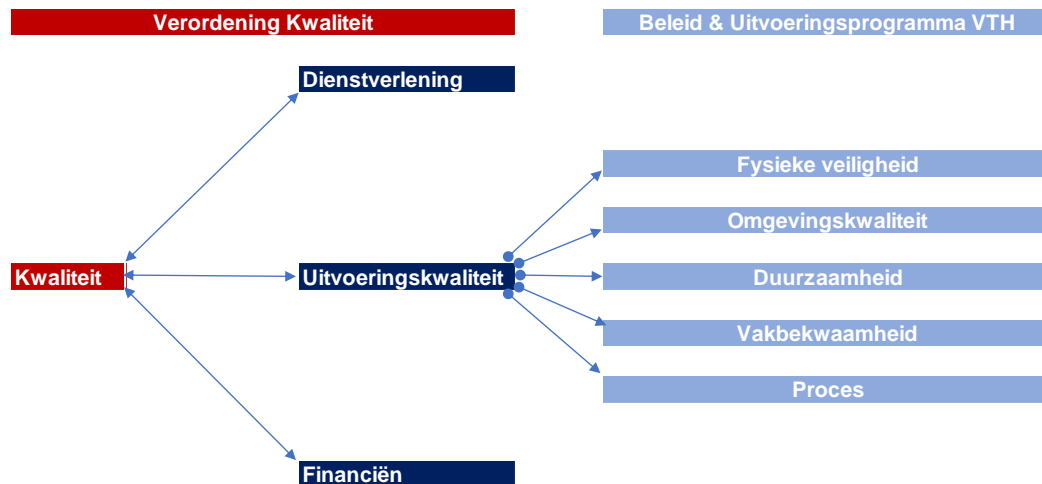 Verordening Kwaliteit
Beleid & Uitvoeringsprogramma VTH
Dienstverlening
Fysieke veiligheid
Omgevingskwaliteit
Kwaliteit
Uitvoeringskwaliteit
Duurzaamheid
Vakbekwaamheid
Proces
Financiën